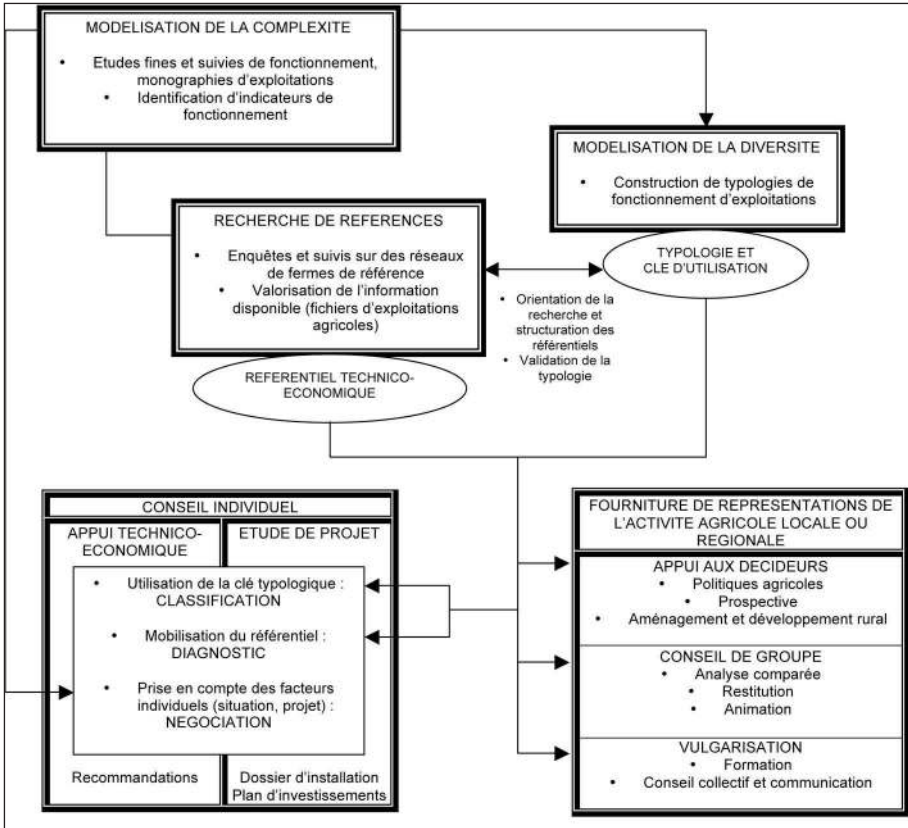 MODELISATION DE LA COMPLEXITE
• Etudes fines et suivies de fonctionnement,
monographies d'exploitations
• Identification d'indicateurs de
fonctionnement
MODELISATION DE LA DIVERSITE
• Construction de typologies de
fonctionnement d'exploitations
RECHERCHE DE REFERENCES
• Enquêtes et suivis sur des réseaux
de fermes de référence
• Valorisation de l'information
disponible (fichiers d'exploitations
agricoles)
TYPOLOGIE ET
CLE D'UTILISATION
• Orientation de la
recherche et
structuration des
référentiels
• Validation de la
typologie
REFERENTIEL TECHNICO-
ECONOMIQUE
CONSEIL INDIVIDUEL
APPUI TECHNICO-
ECONOMIQUE
ETUDE DE PROJET
• Utilisation de la clé typologique :
CLASSIFICATION
• Mobilisation du référentiel :
DIAGNOSTIC
• Prise en compte des facteurs
individuels (situation, projet) :
NEGOCIATION
Recommandations
Dossier d'installation
Plan d'investissements
FOURNITURE DE REPRESENTATIONS DE
L'ACTIVITE AGRICOLE LOCALE OU
REGIONALE
APPUI AUX DECIDEURS
• Politiques agricoles
• Prospective
• Aménagement et développement rural
CONSEIL DE GROUPE
• Analyse comparée
• Restitution
• Animation
VULGARISATION
• Formation
• Conseil collectif et communication